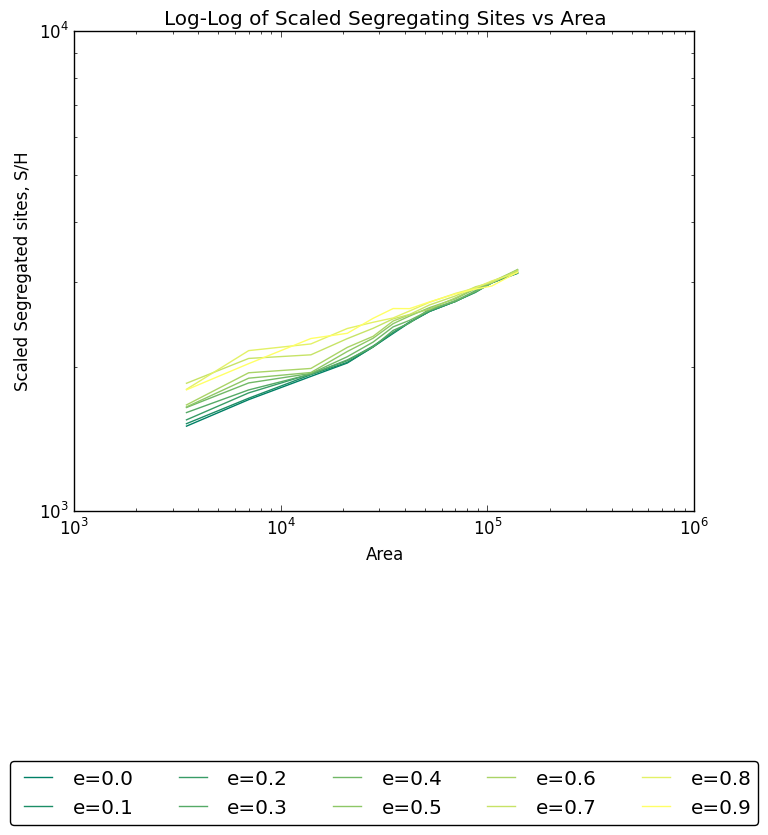 Log-Log of Scaled Segregating Sites vs Area
10^4
Scaled Segregated sites, S/H
10^3
10^3 10^4 10^5 10^6
Area
e=0.0 e=0.2 e=0.4 e=0.6 e=0.8
e=0.1 e=0.3 e=0.5 e=0.7 e=0.9